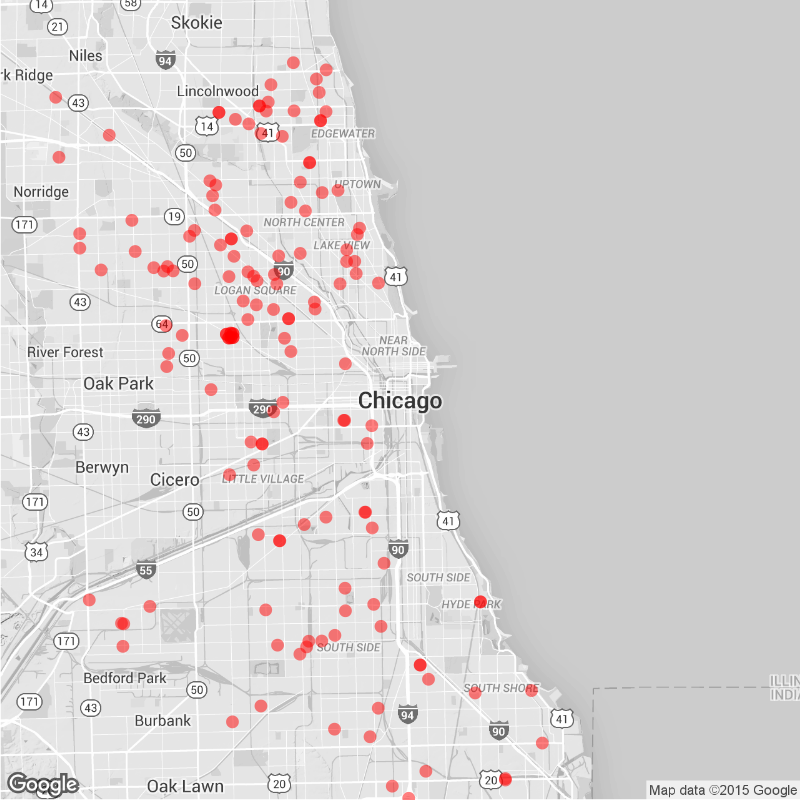 14
58
Skokie
21
Niles
94
rk Ridge
Lincolnwood
43
14
41
EDGEWATER
50
Norridge
UPTOWN
171
19
NORTH CENTER
LAKE VIEW
50
90
41
LOGAN SQUARE
43
64
NEAR
NORTH SIDE
River Forest
50
Oak Park
290
Chicago
290
43
Berwyn
Cicero
LITTLE VILLAGE
171
50
41
34
90
55
SOUTH SIDE
HYDE PARK
171
SOUTH SIDE
Bedford Park
ILLIN
INDIA
SOUTH SHORE
50
171
43
94
41
Burbank
90
Google
Oak Lawn
20
20
Map data ©2015 Google